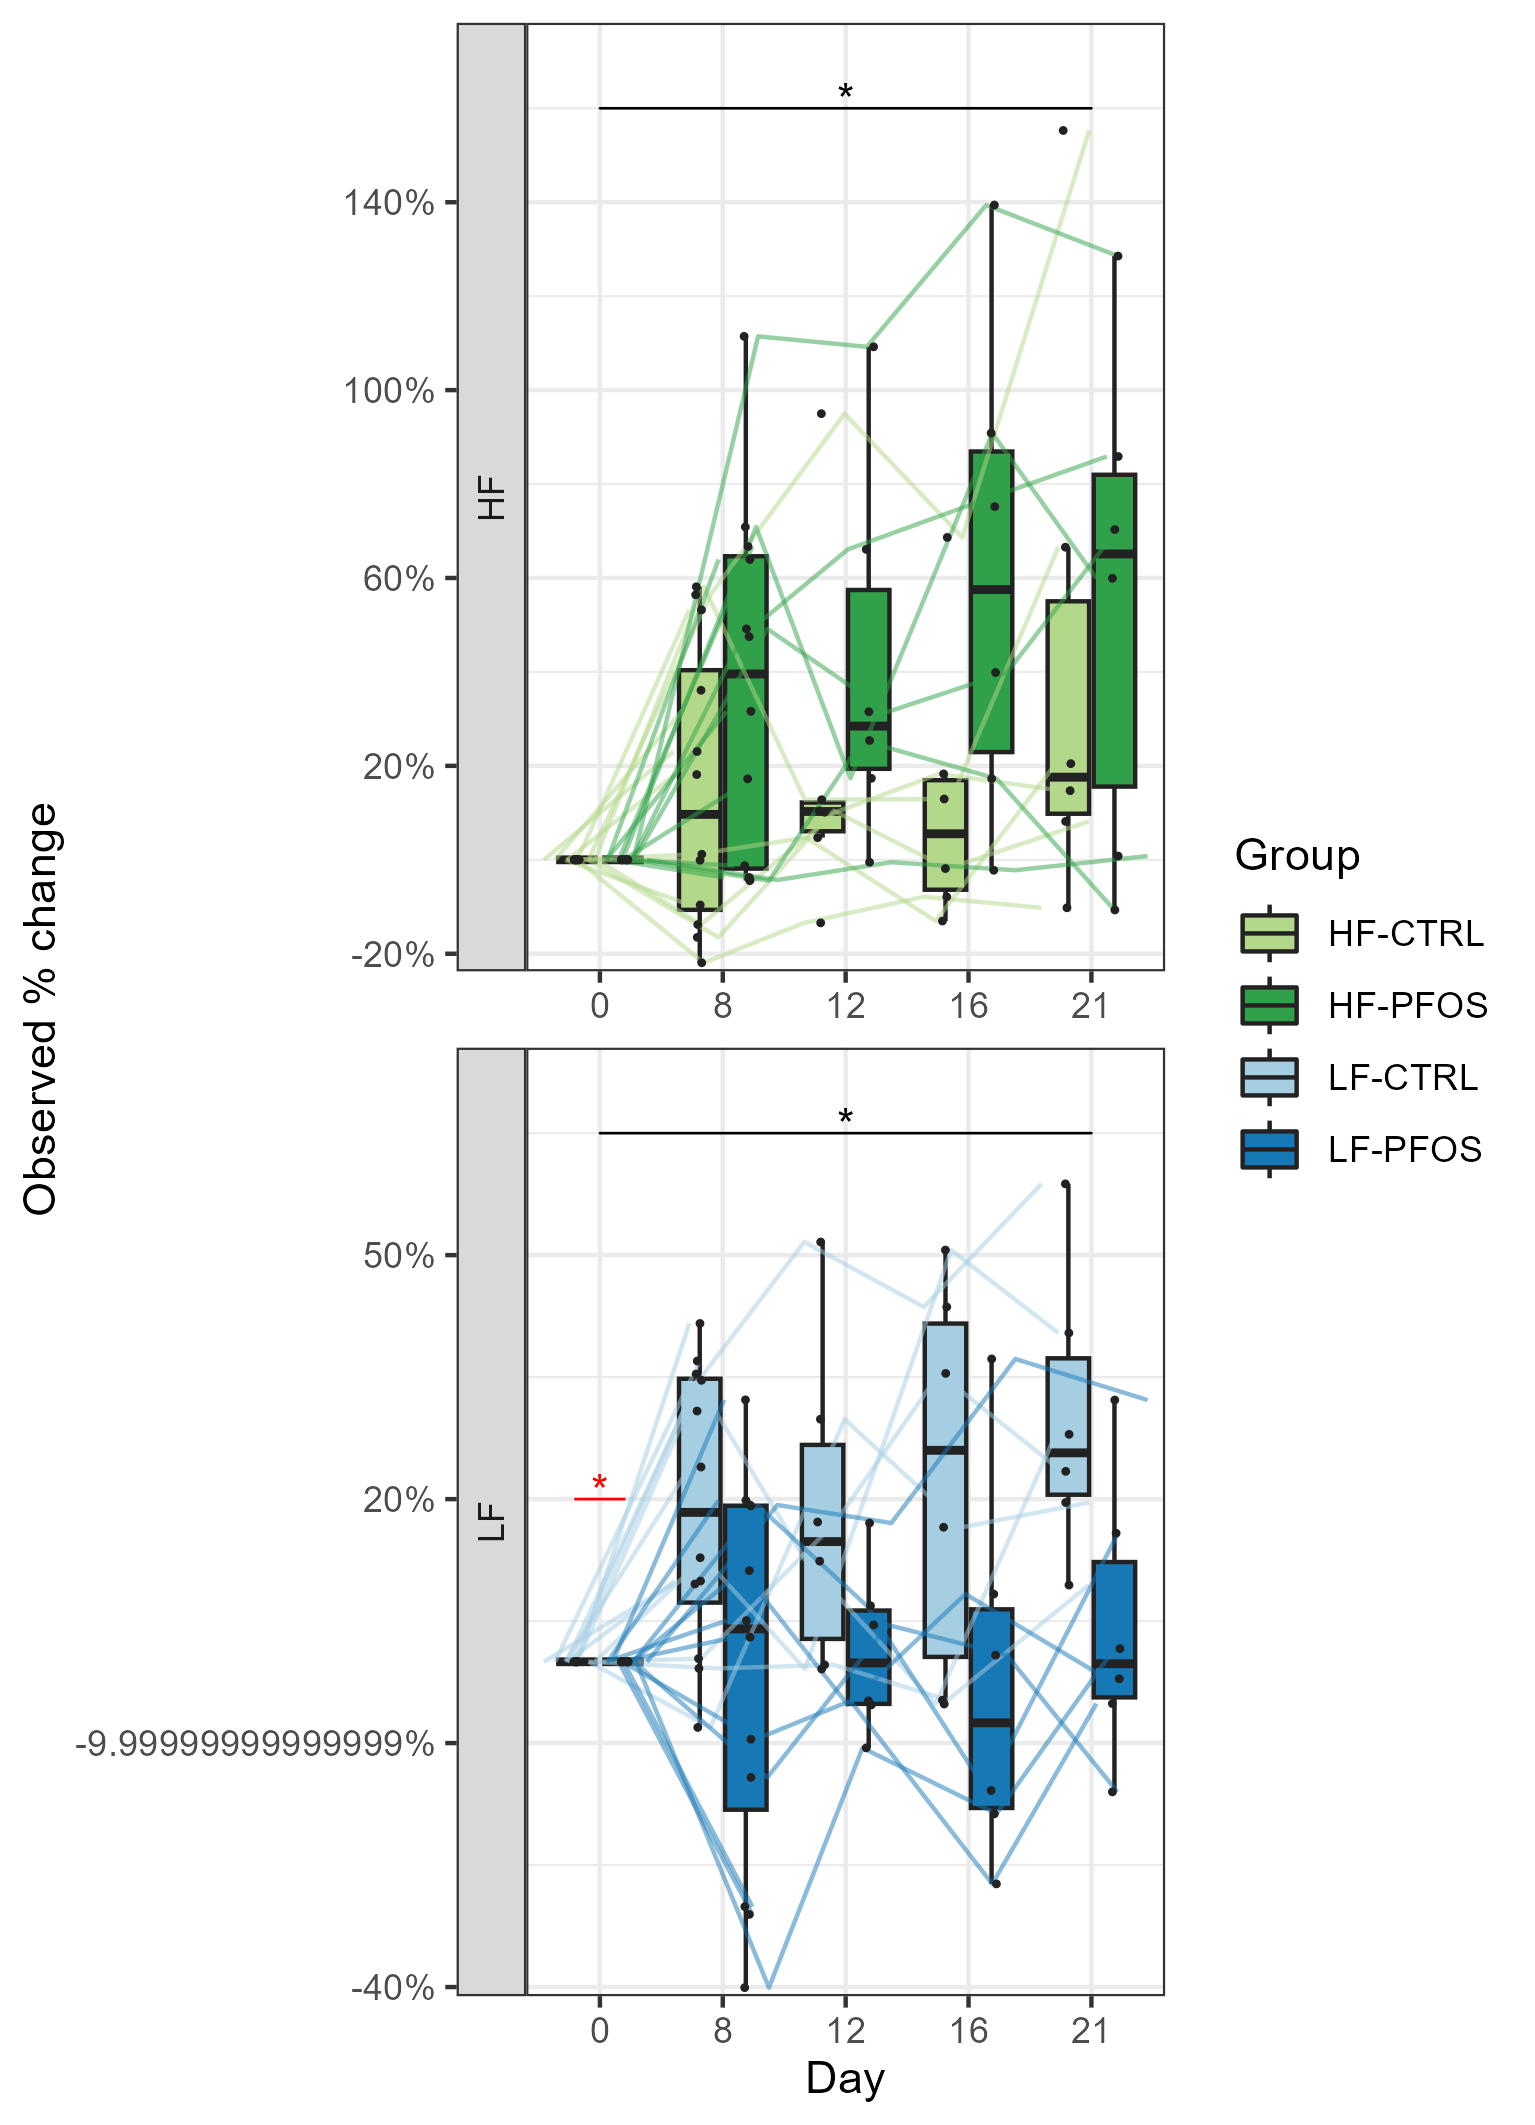 Observed % change
HF
*
140%
100%
60%
20%
-20%
0 8 12 16 21
LF
*
50%
*
20%
-9.99999999999999%
-40%
0 8 12 16 21
Day
Group
HF-CTRL
HF-PFOS
LF-CTRL
LF-PFOS